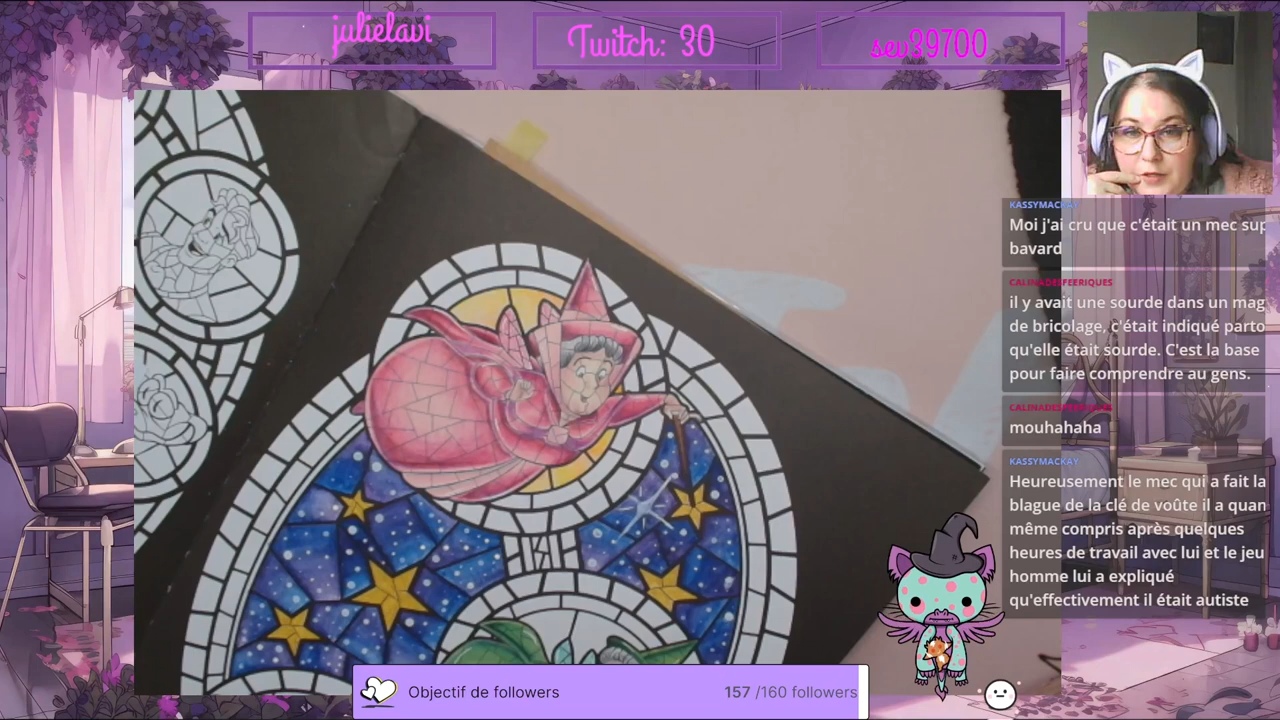 julielavi
Twitch: 30
sev39700
KASSYMACKAY
Moi j'ai cru que c'était un mec sup
bavard
CALINADESFEERIQUES
il y avait une sourde dans un mag
de bricolage, c'était indiqué parto
qu'elle était sourde. C'est la base
pour faire comprendre au gens.
CALINADESFEERIQUES
mouhahaha
KASSYMACKAY
Heureusement le mec qui a fait la
blague de la clé de voûte il a quan
même compris après quelques
heures de travail avec lui et le jeu
homme lui a expliqué
qu'effectivement il était autiste
Objectif de followers
157 /160 followers